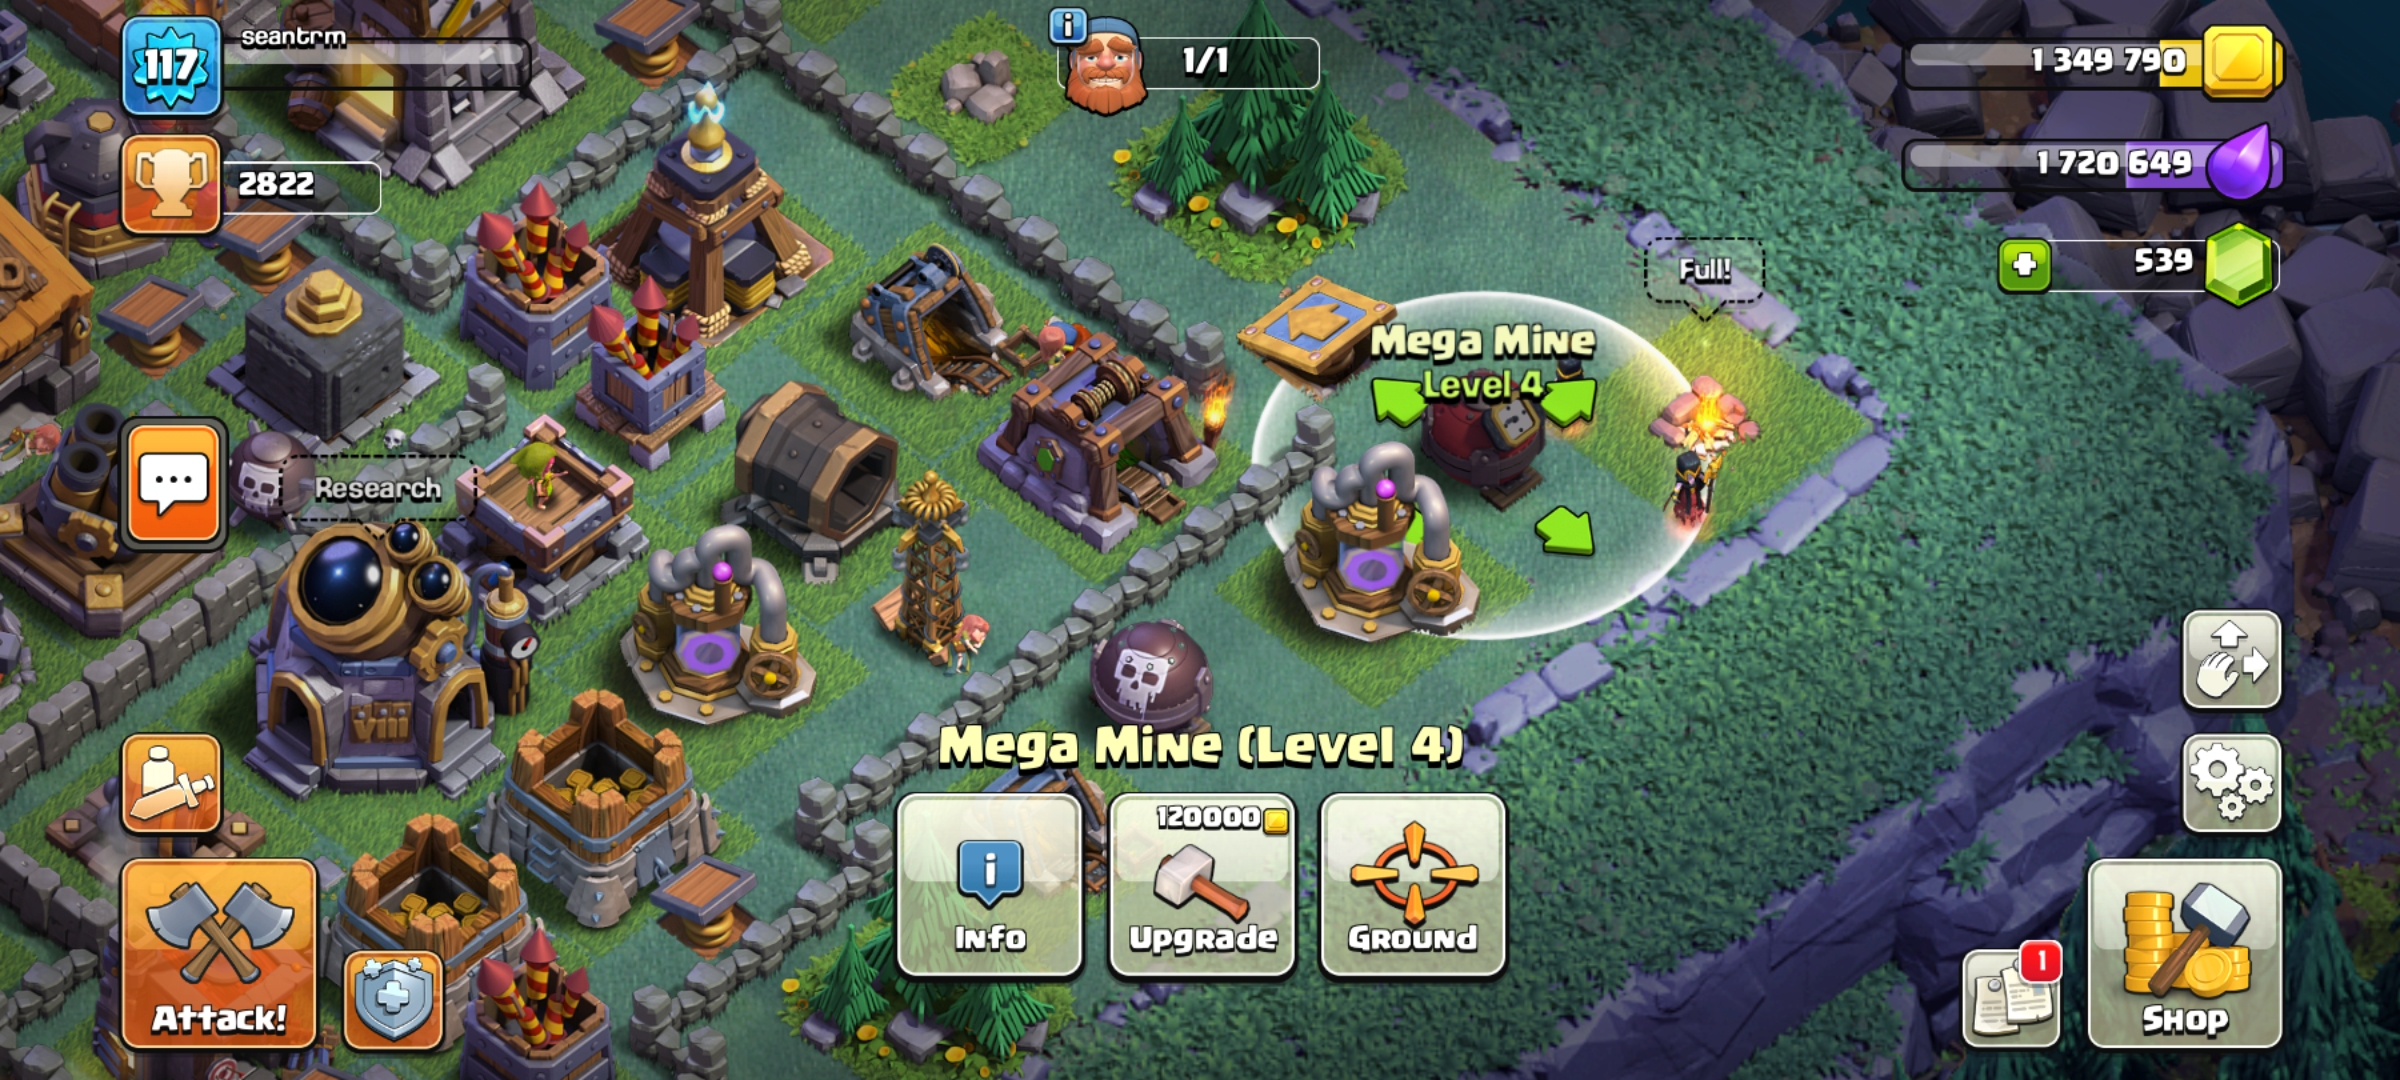 117
seantrm
1/1
1 349 790
1 720 649
2822
539
Full!
Mega Mine
Level 4
Research
VIII
Mega Mine (Level 4)
120000
Info
Upgrade
Ground
Attack!
1
Shop